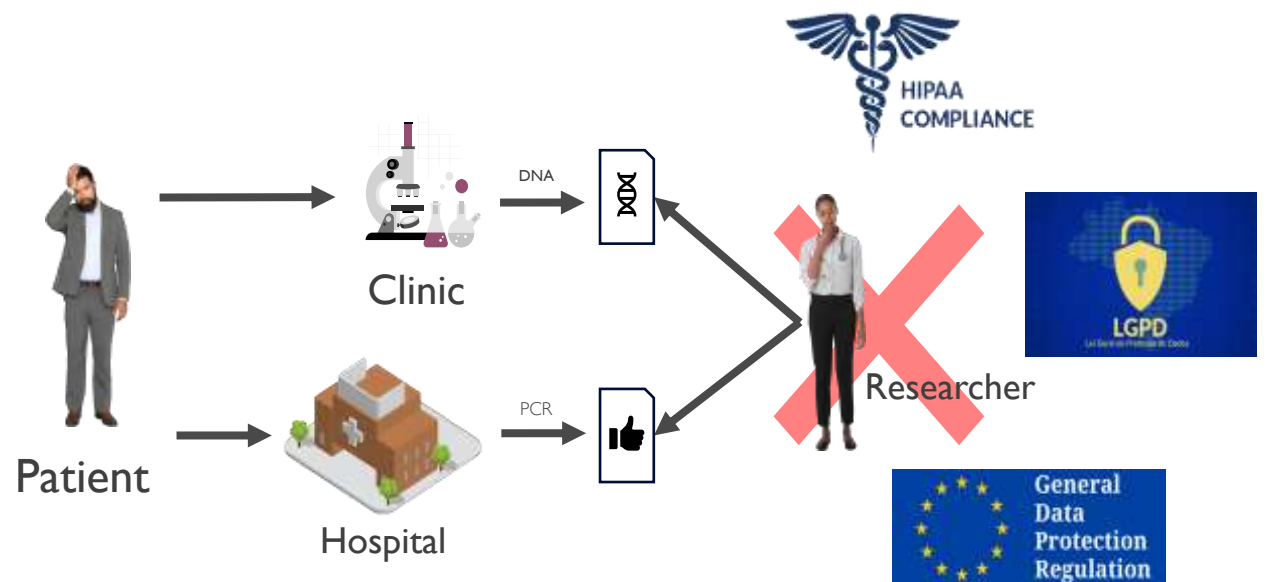 HIPAA
COMPLIANCE
DNA
Clinic
LGPD
Researcher
PCR
Patient
Hospital
General
Data
Protection
Regulation